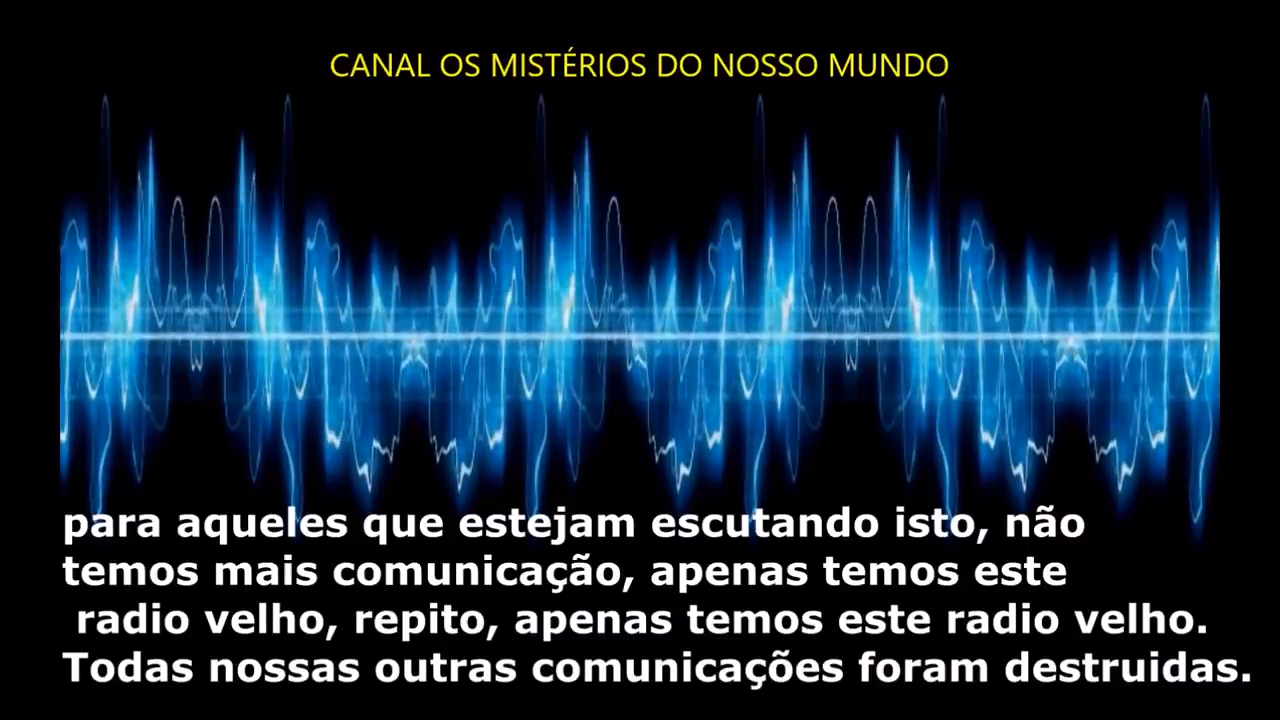 CANAL OS MISTÉRIOS DO NOSSO MUNDO
para aqueles que estejam escutando isto, não
temos mais comunicação, apenas temos este
radio velho, repito, apenas temos este radio velho.
Todas nossas outras comunicações foram destruidas.